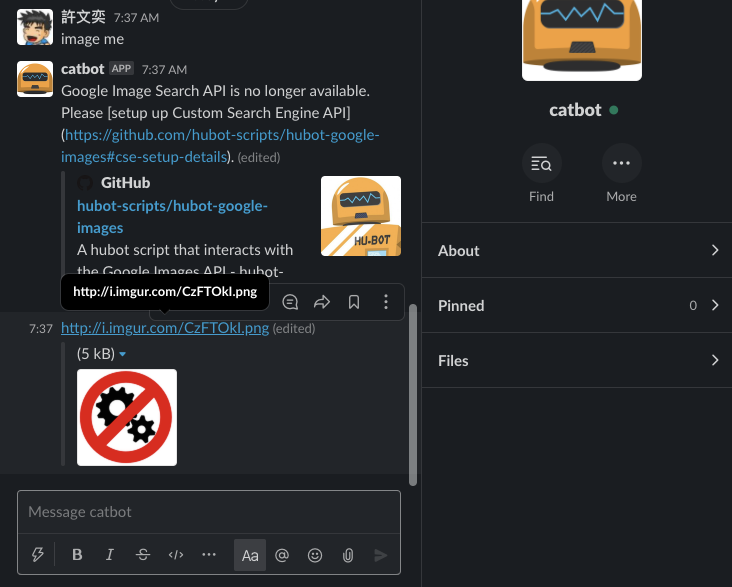 許文奕 7:37 AM
image me
catbot APP 7:37 AM
Google Image Search API is no longer available.
Please [setup up Custom Search Engine API]
(https://github.com/hubot-scripts/hubot-google-
images#cse-setup-details). (edited)
GitHub
hubot-scripts/hubot-google-
images
A hubot script that interacts with
the Google Images API - hubot-
HU-BOT
http://i.imgur.com/CzFTOkI.png
7:37 http://i.imgur.com/CzFTOkI.png (edited)
(5 kB)
Message catbot
B I S </> Aa @
catbot
Find More
About
Pinned 0
Files